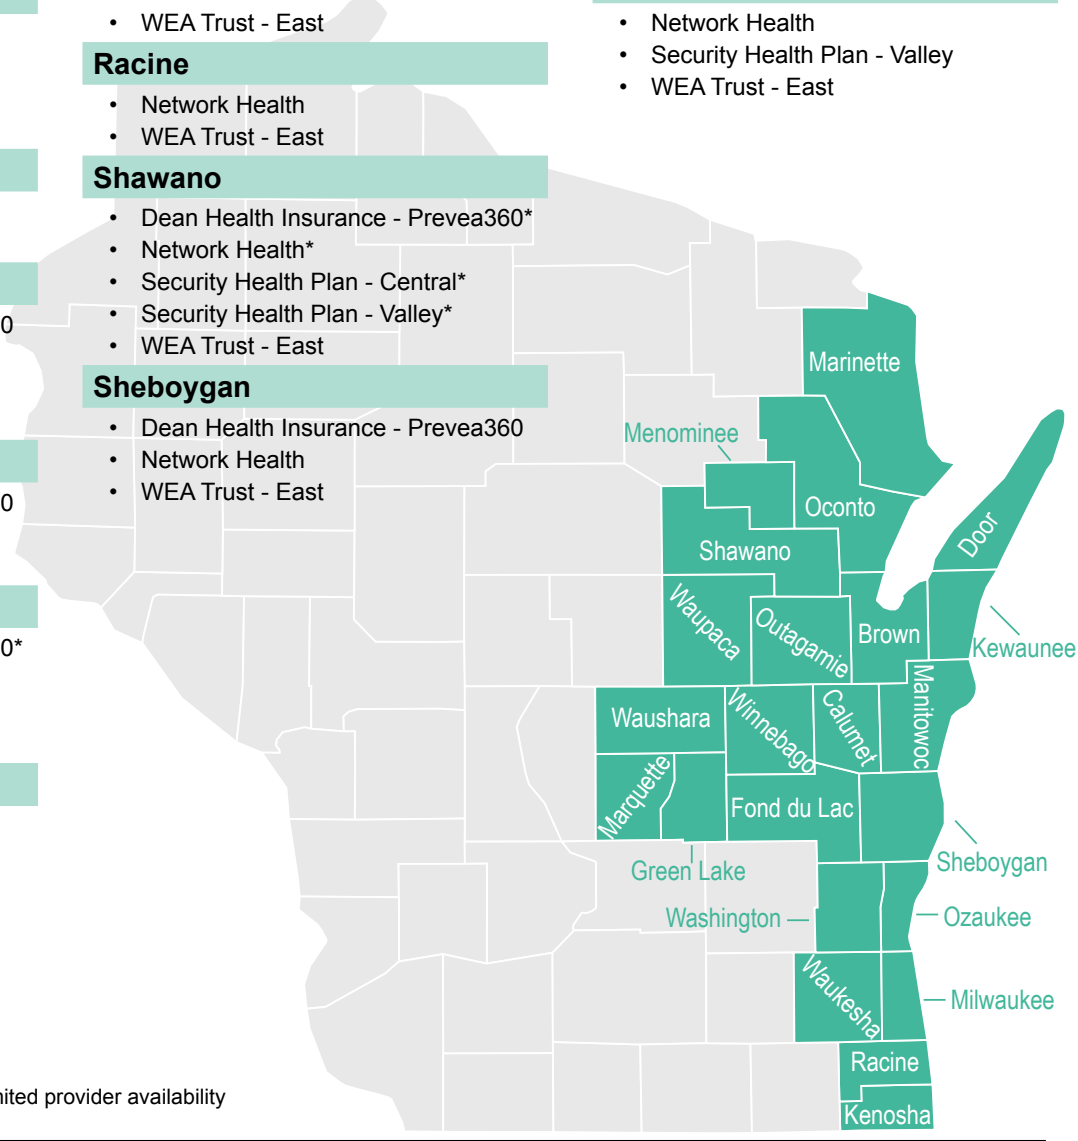 WEA Trust - East
Racine
• Network Health
• WEA Trust - East
Shawano
• Dean Health Insurance - Prevea360*
• Network Health*
• Security Health Plan - Central*
• Security Health Plan - Valley*
• WEA Trust - East
Sheboygan
• Dean Health Insurance - Prevea360
• Network Health
• WEA Trust - East
• Network Health
• Security Health Plan - Valley
• WEA Trust - East
0
0
0*
Marinette
Menominee
Oconto
Door
Shawano
Waupaca
Outagamie
Brown
Kewaunee
Manitowoc
Waushara
Winnebago
Calumet
Marquette
Fond du Lac
Green Lake
Sheboygan
Washington
Ozaukee
Waukesha
Milwaukee
Racine
Kenosha
provider availability